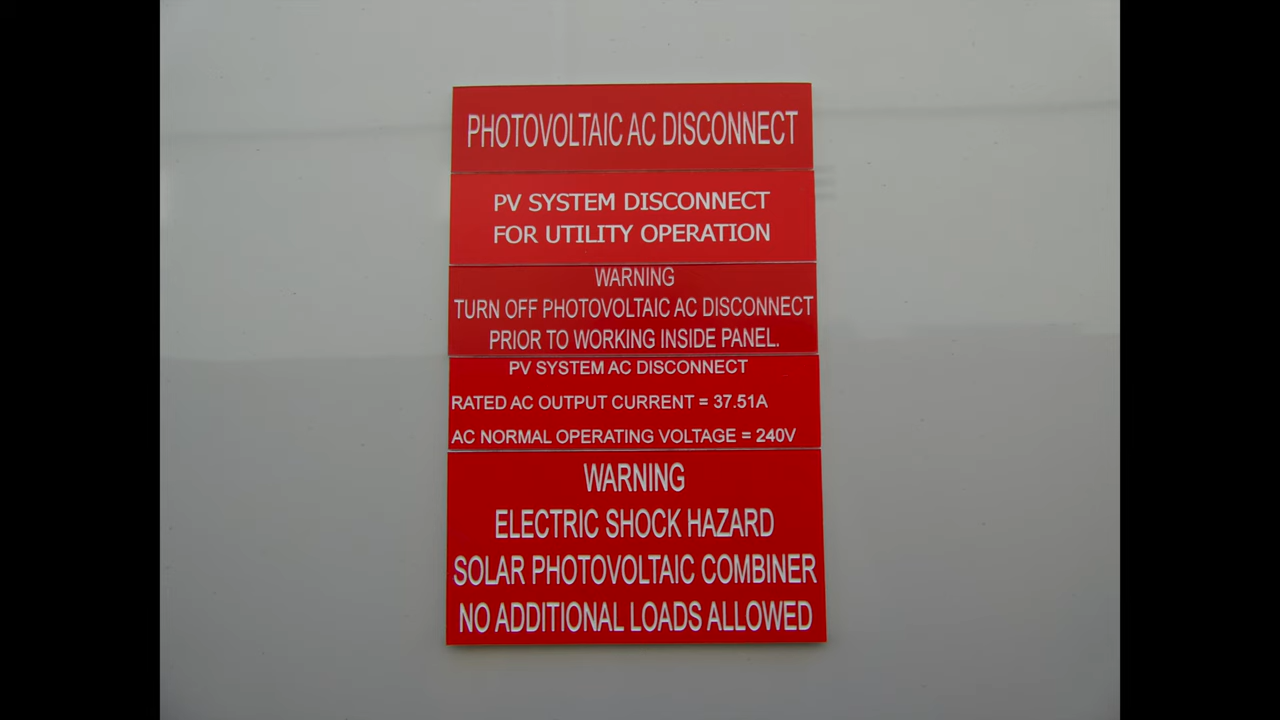 PHOTOVOLTAIC AC DISCONNECT
PV SYSTEM DISCONNECT
FOR UTILITY OPERATION
WARNING
TURN OFF PHOTOVOLTAIC AC DISCONNECT
PRIOR TO WORKING INSIDE PANEL.
PV SYSTEM AC DISCONNECT
RATED AC OUTPUT CURRENT = 37.51A
AC NORMAL OPERATING VOLTAGE = 240V
WARNING
ELECTRIC SHOCK HAZARD
SOLAR PHOTOVOLTAIC COMBINER
NO ADDITIONAL LOADS ALLOWED